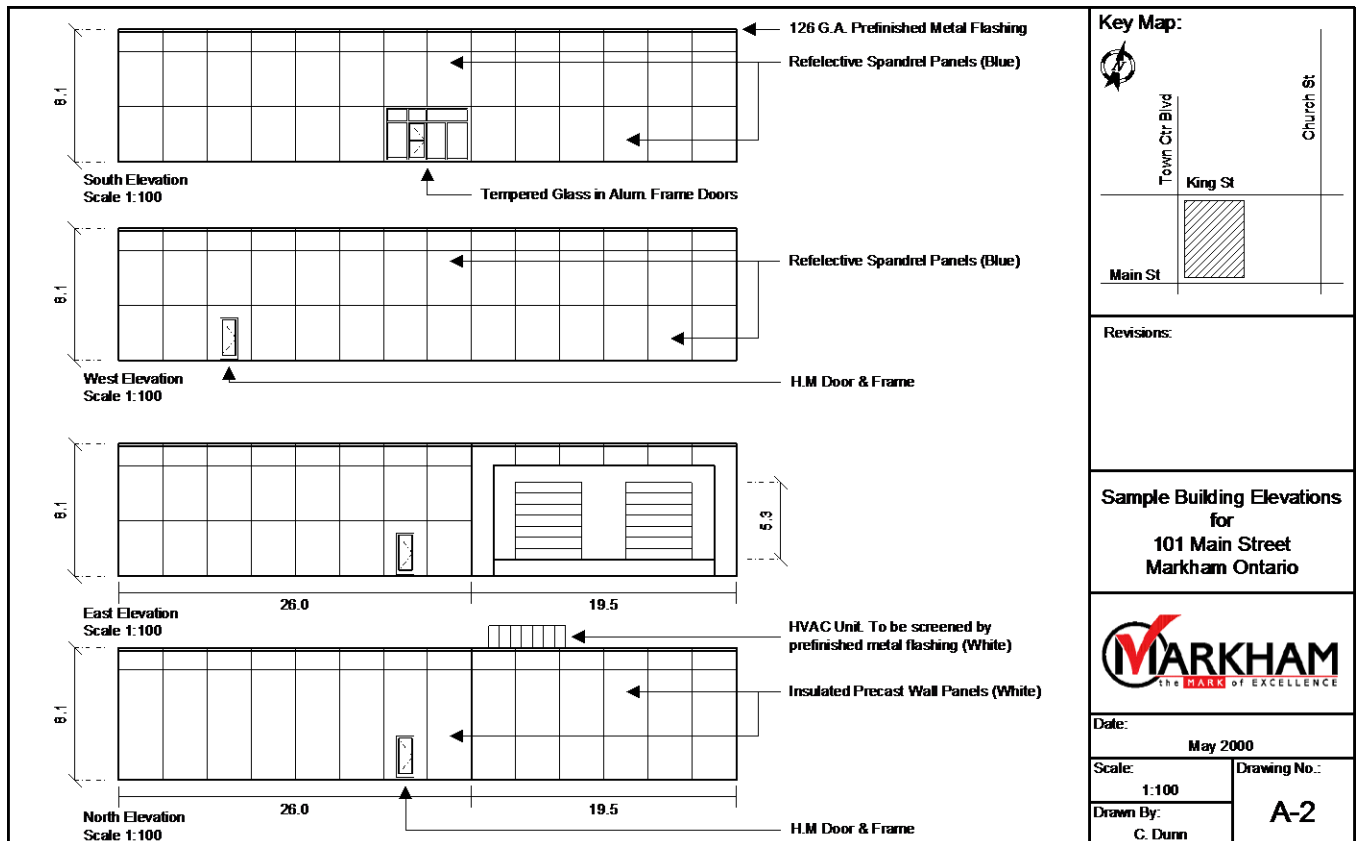 126 G.A. Prefinished Metal Flashing
Refelective Spandrel Panels (Blue)
8.1
South Elevation
Scale 1:100
Tempered Glass in Alum. Frame Doors
Refelective Spandrel Panels (Blue)
8.1
West Elevation
Scale 1:100
H.M Door & Frame
8.1
5.3
26.0
19.5
East Elevation
Scale 1:100
HVAC Unit. To be screened by
prefinished metal flashing (White)
Insulated Precast Wall Panels (White)
8.1
26.0
19.5
North Elevation
Scale 1:100
H.M Door & Frame
Key Map:
N
Town Ctr Blvd
Church St
King St
Main St
Revisions:
Sample Building Elevations
for
101 Main Street
Markham Ontario
MARKHAM
the MARK of EXCELLENCE
Date:
May 2000
Scale:
1:100
Drawing No.:
A-2
Drawn By:
C. Dunn